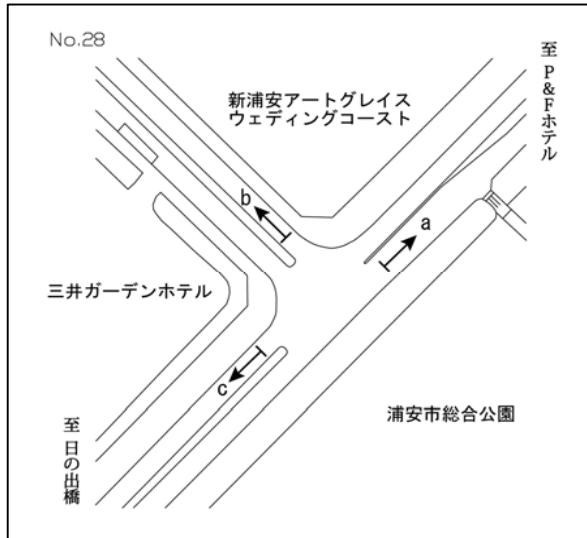 No.28
至 P&Fホテル
新浦安アートグレイス
ウェディングコースト
b
a
三井ガーデンホテル
c
浦安市総合公園
至 日の出橋